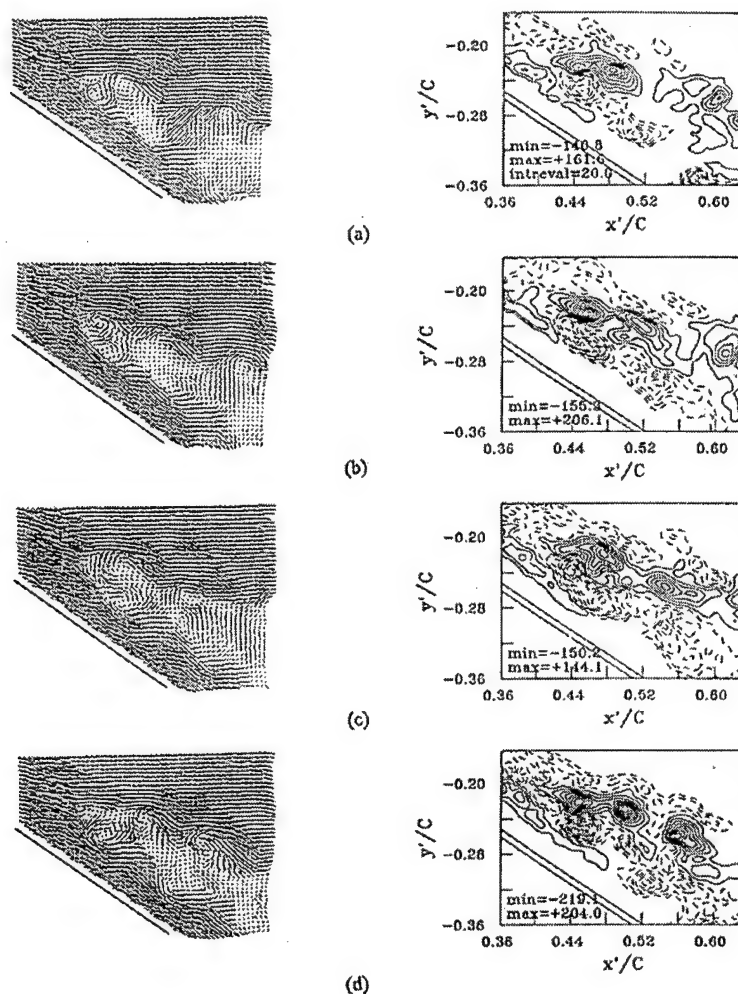 -0.20
y'/C
-0.28
min=-146.8
max=+161.6
intreval=20.0
-0.36
0.36 0.44 0.52 0.60
x'/C
(a)
-0.20
y'/C
-0.28
min=-155.2
max=+206.1
-0.36
0.36 0.44 0.52 0.60
x'/C
(b)
-0.20
y'/C
-0.28
min=-150.2
max=+144.1
-0.36
0.36 0.44 0.52 0.60
x'/C
(c)
-0.20
y'/C
-0.28
min=-219.1
max=+204.0
-0.36
0.36 0.44 0.52 0.60
x'/C
(d)